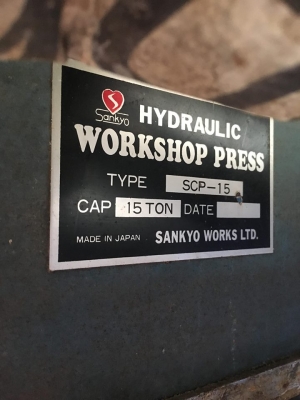 Sankyo
HYDRAULIC
WORKSHOP PRESS
TYPE SCP-15
CAP 15 TON DATE
MADE IN JAPAN SANKYO WORKS LTD.